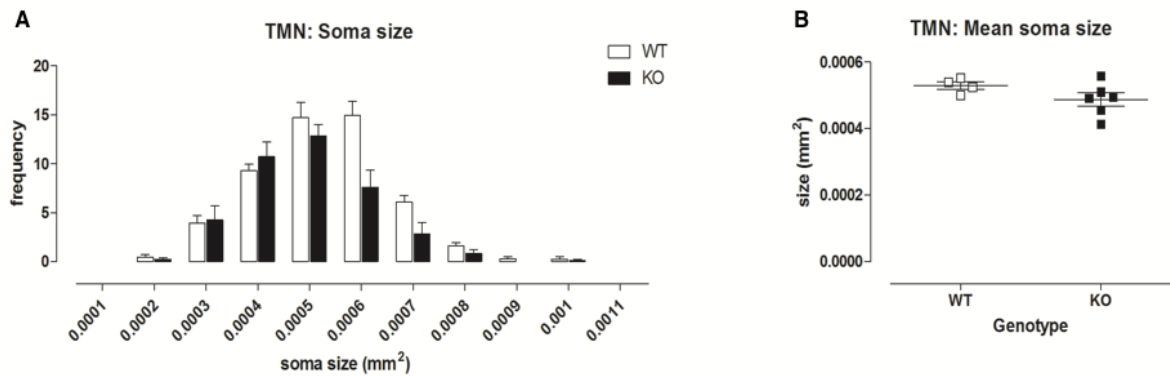 A
TMN: Soma size
WT
KO
20
15
10
5
0
frequency
0.0001
0.0002
0.0003
0.0004
0.0005
0.0006
0.0007
0.0008
0.0009
0.001
0.0011
soma size (mm²)
B
TMN: Mean soma size
0.0006
0.0004
0.0002
0.0000
size (mm²)
WT
KO
Genotype